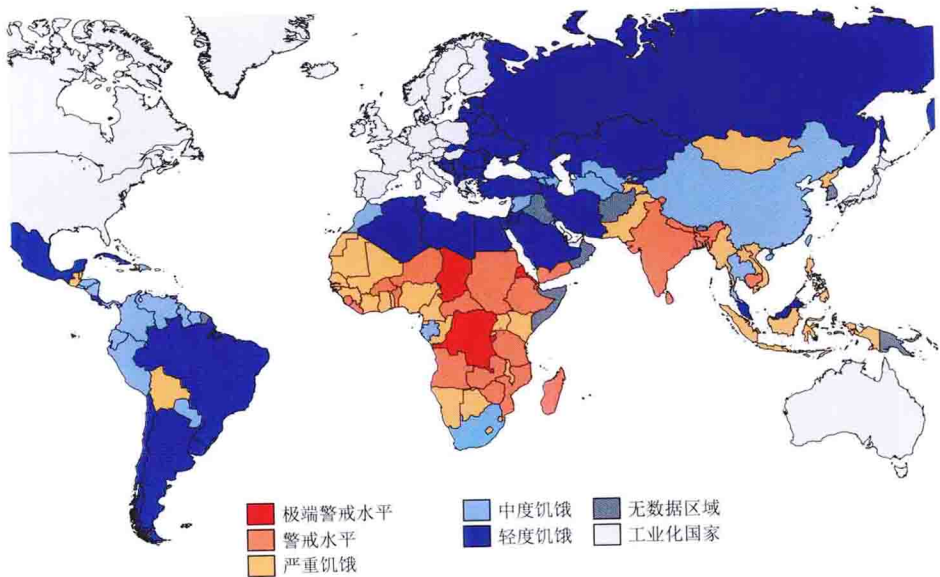 极端警戒水平
警戒水平
严重饥饿
中度饥饿
轻度饥饿
无数据区域
工业化国家